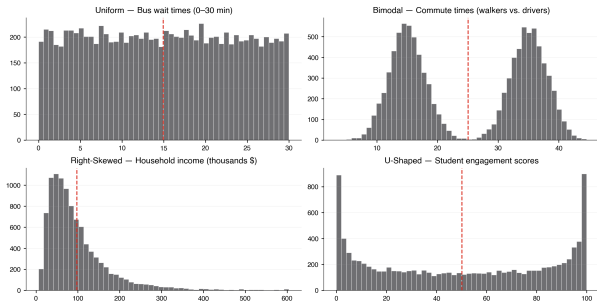 Uniform — Bus wait times (0–30 min)
200
150
100
50
0
0 5 10 15 20 25 30
Bimodal — Commute times (walkers vs. drivers)
500
400
300
200
100
0
10 20 30 40
Right-Skewed — Household income (thousands $)
1000
800
600
400
200
0
0 100 200 300 400 500 600
U-Shaped — Student engagement scores
800
600
400
200
0
0 20 40 60 80 100